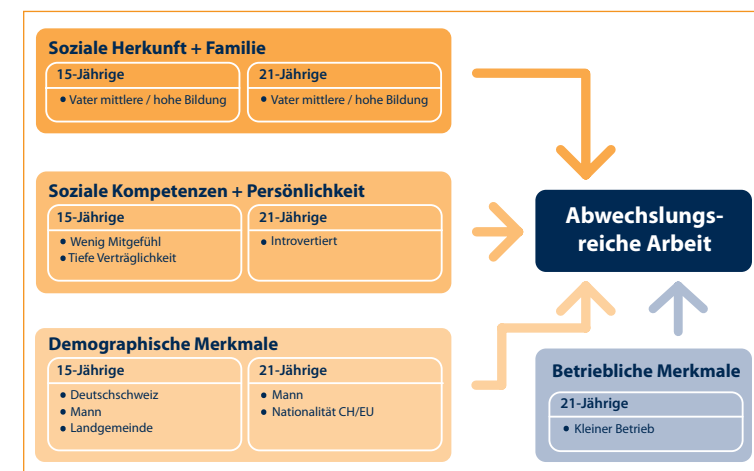 Soziale Herkunft + Familie
15-Jährige
• Vater mittlere / hohe Bildung
21-Jährige
• Vater mittlere / hohe Bildung
Soziale Kompetenzen + Persönlichkeit
15-Jährige
• Wenig Mitgefühl
• Tiefe Verträglichkeit
21-Jährige
• Introvertiert
Abwechslungs-
reiche Arbeit
Demographische Merkmale
15-Jährige
• Deutschschweiz
• Mann
• Landgemeinde
21-Jährige
• Mann
• Nationalität CH/EU
Betriebliche Merkmale
21-Jährige
• Kleiner Betrieb